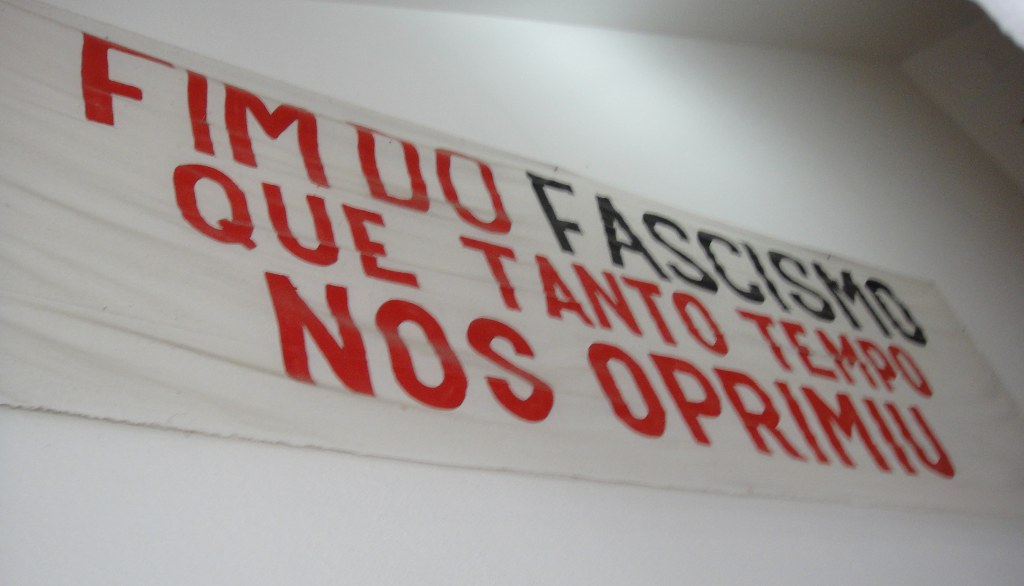 FIM DO FASCISMO
QUE TANTO TEMPO
NOS OPRIMIU